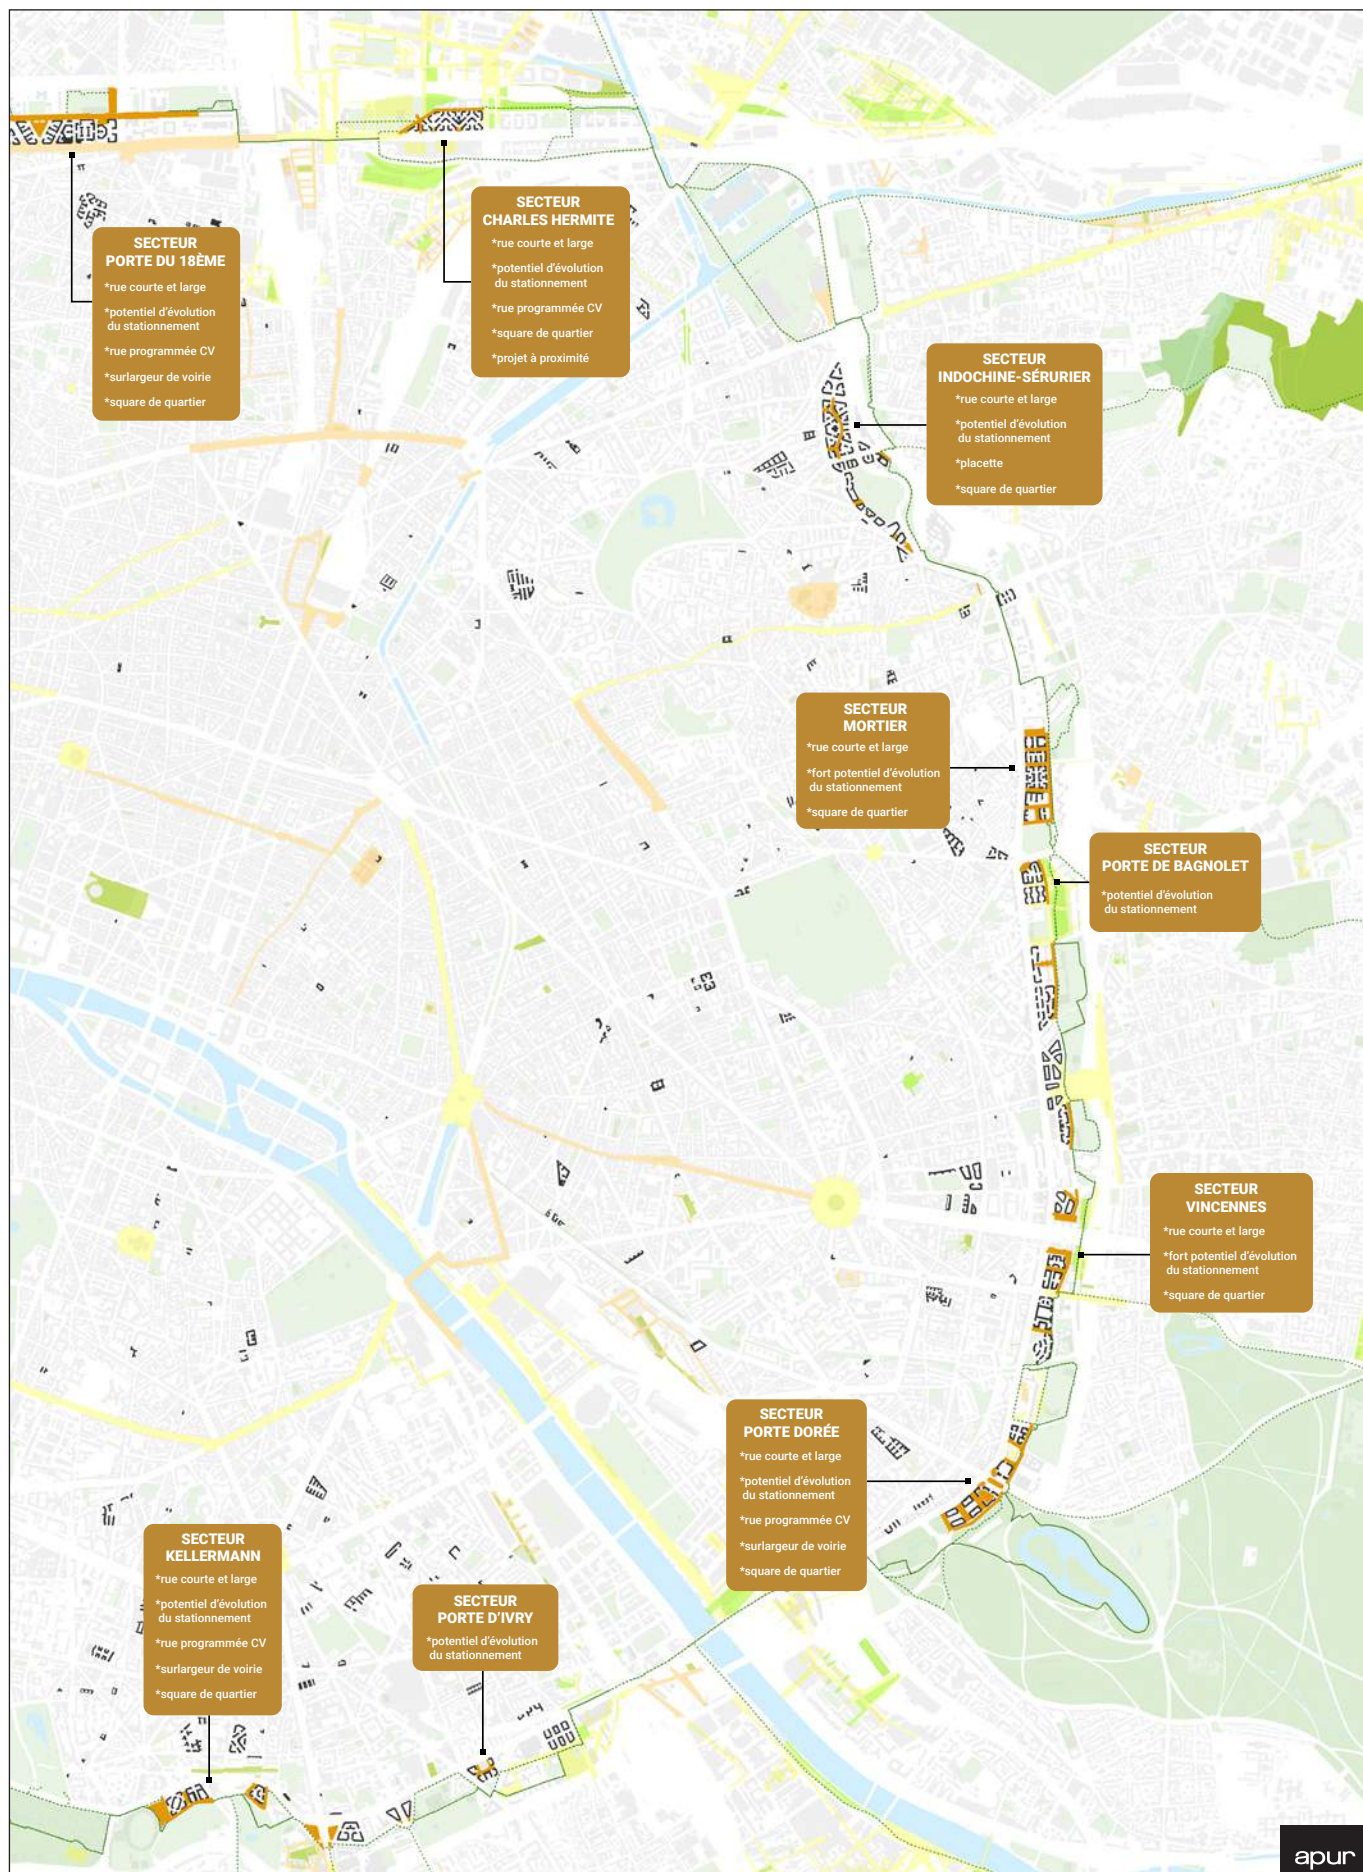 SECTEUR
PORTE DU 18ÈME
*rue courte et large
*potentiel d'évolution
du stationnement
*rue programmée CV
*surlargeur de voirie
*square de quartier
SECTEUR
CHARLES HERMITE
*rue courte et large
*potentiel d'évolution
du stationnement
*rue programmée CV
*square de quartier
*projet à proximité
SECTEUR
INDOCHINE-SÉRURIER
*rue courte et large
*potentiel d'évolution
du stationnement
*placette
*square de quartier
SECTEUR
MORTIER
*rue courte et large
*fort potentiel d'évolution
du stationnement
*square de quartier
SECTEUR
PORTE DE BAGNOLET
*potentiel d'évolution
du stationnement
SECTEUR
VINCENNES
*rue courte et large
*fort potentiel d'évolution
du stationnement
*square de quartier
SECTEUR
PORTE DORÉE
*rue courte et large
*potentiel d'évolution
du stationnement
*rue programmée CV
*surlargeur de voirie
*square de quartier
SECTEUR
KELLERMANN
*rue courte et large
*potentiel d'évolution
du stationnement
*rue programmée CV
*surlargeur de voirie
*square de quartier
SECTEUR
PORTE D'IVRY
*potentiel d'évolution
du stationnement
apur